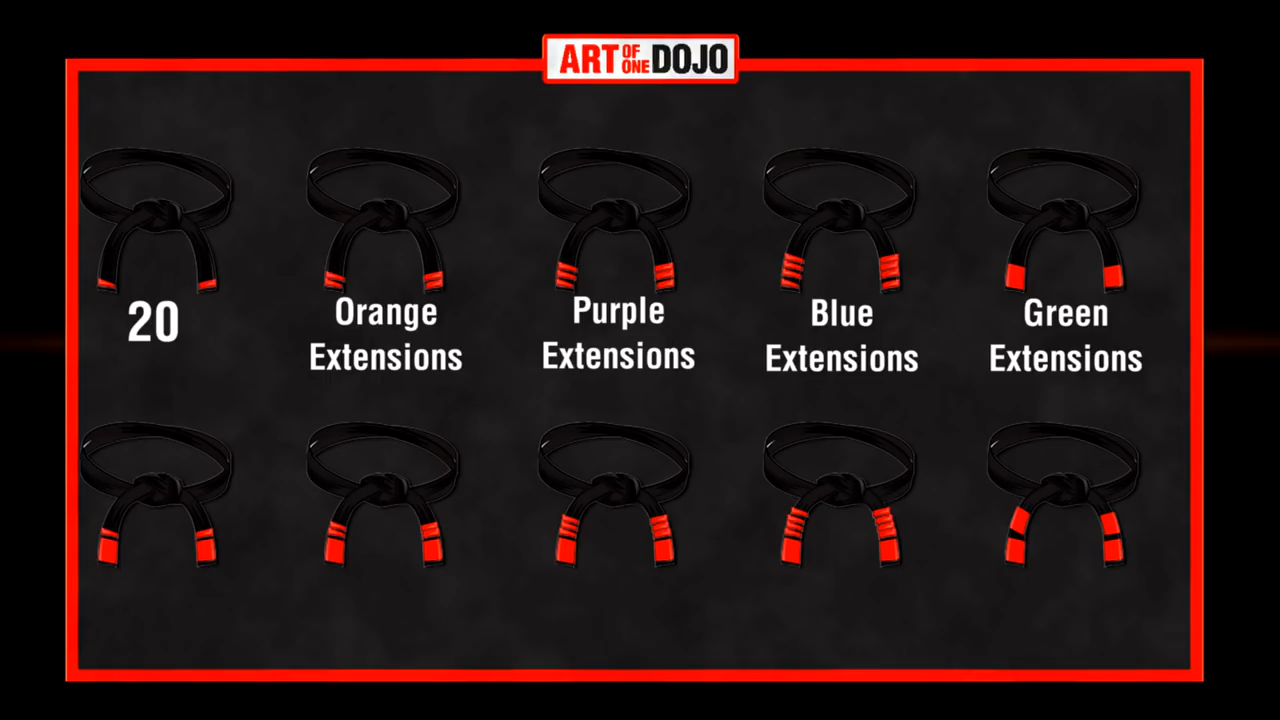 ART OF ONE DOJO
20
Orange
Extensions
Purple
Extensions
Blue
Extensions
Green
Extensions